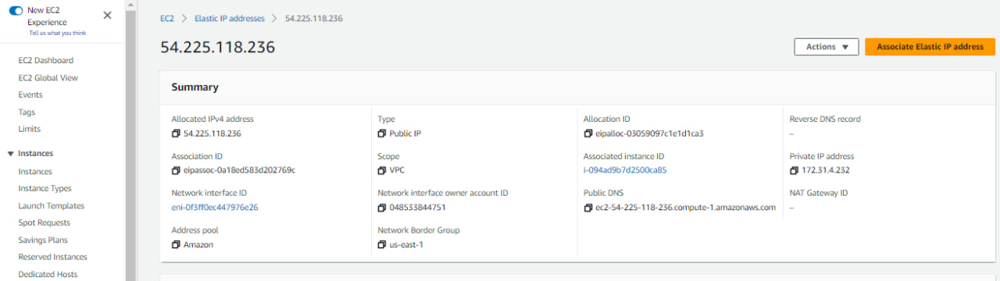 New EC2
Experience
Tell us what you think
EC2 Dashboard
EC2 Global View
Events
Tags
Limits
Instances
Instances
Instance Types
Launch Templates
Spot Requests
Savings Plans
Reserved Instances
Dedicated Hosts
EC2 > Elastic IP addresses > 54.225.118.236
54.225.118.236
Actions
Associate Elastic IP address
Summary
Allocated IPv4 address
54.225.118.236
Type
Public IP
Allocation ID
eipalloc-03059097c1e1d1ca3
Reverse DNS record
–
Association ID
eipassoc-0a18ed583d202769c
Scope
VPC
Associated instance ID
i-094ad9b7d2500ca85
Private IP address
172.31.4.232
Network interface ID
eni-0f3ff0ec447976e26
Network interface owner account ID
048533844751
Public DNS
ec2-54-225-118-236.compute-1.amazonaws.com
NAT Gateway ID
–
Address pool
Amazon
Network Border Group
us-east-1